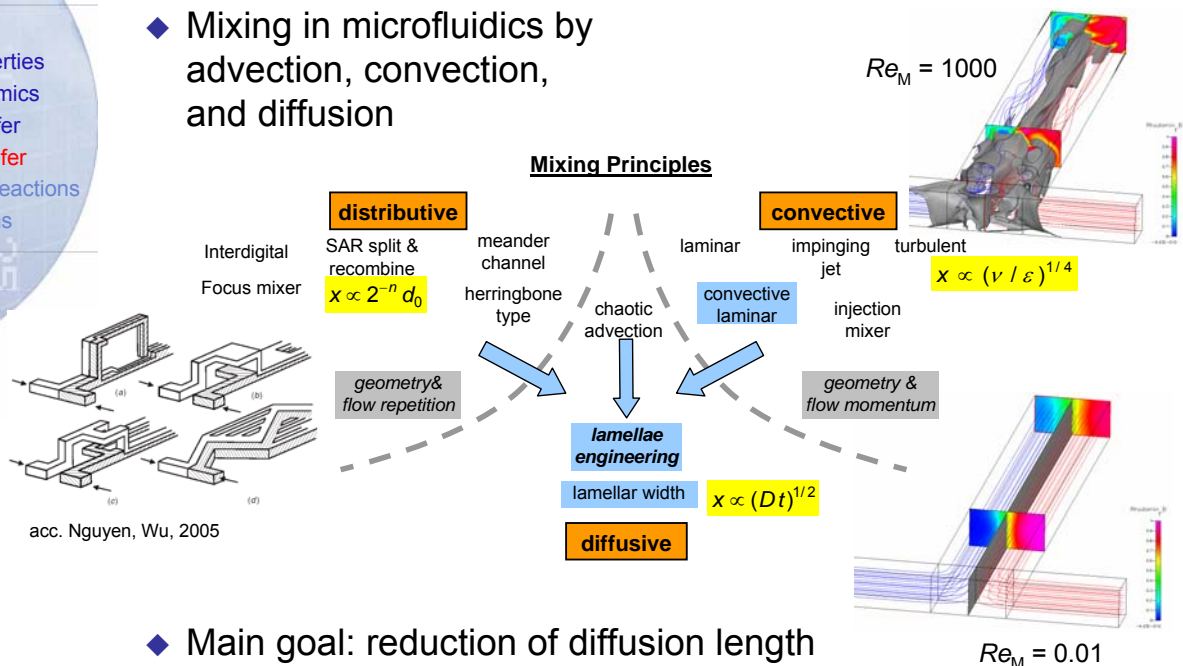 ◆ Mixing in microfluidics by
advection, convection,
and diffusion
Re_M = 1000
Mixing Principles
distributive
convective
Interdigital
SAR split &
recombine
meander
channel
laminar
impinging
jet
turbulent
Focus mixer
x ∝ 2^{-n} d_0
herringbone
type
chaotic
advection
convective
laminar
injection
mixer
x ∝ (ν / ε)^{1/4}
geometry&
flow repetition
geometry &
flow momentum
lamellae
engineering
lamellar width
x ∝ (Dt)^{1/2}
diffusive
(a)
(b)
(c)
(d)
acc. Nguyen, Wu, 2005
◆ Main goal: reduction of diffusion length
Re_M = 0.01